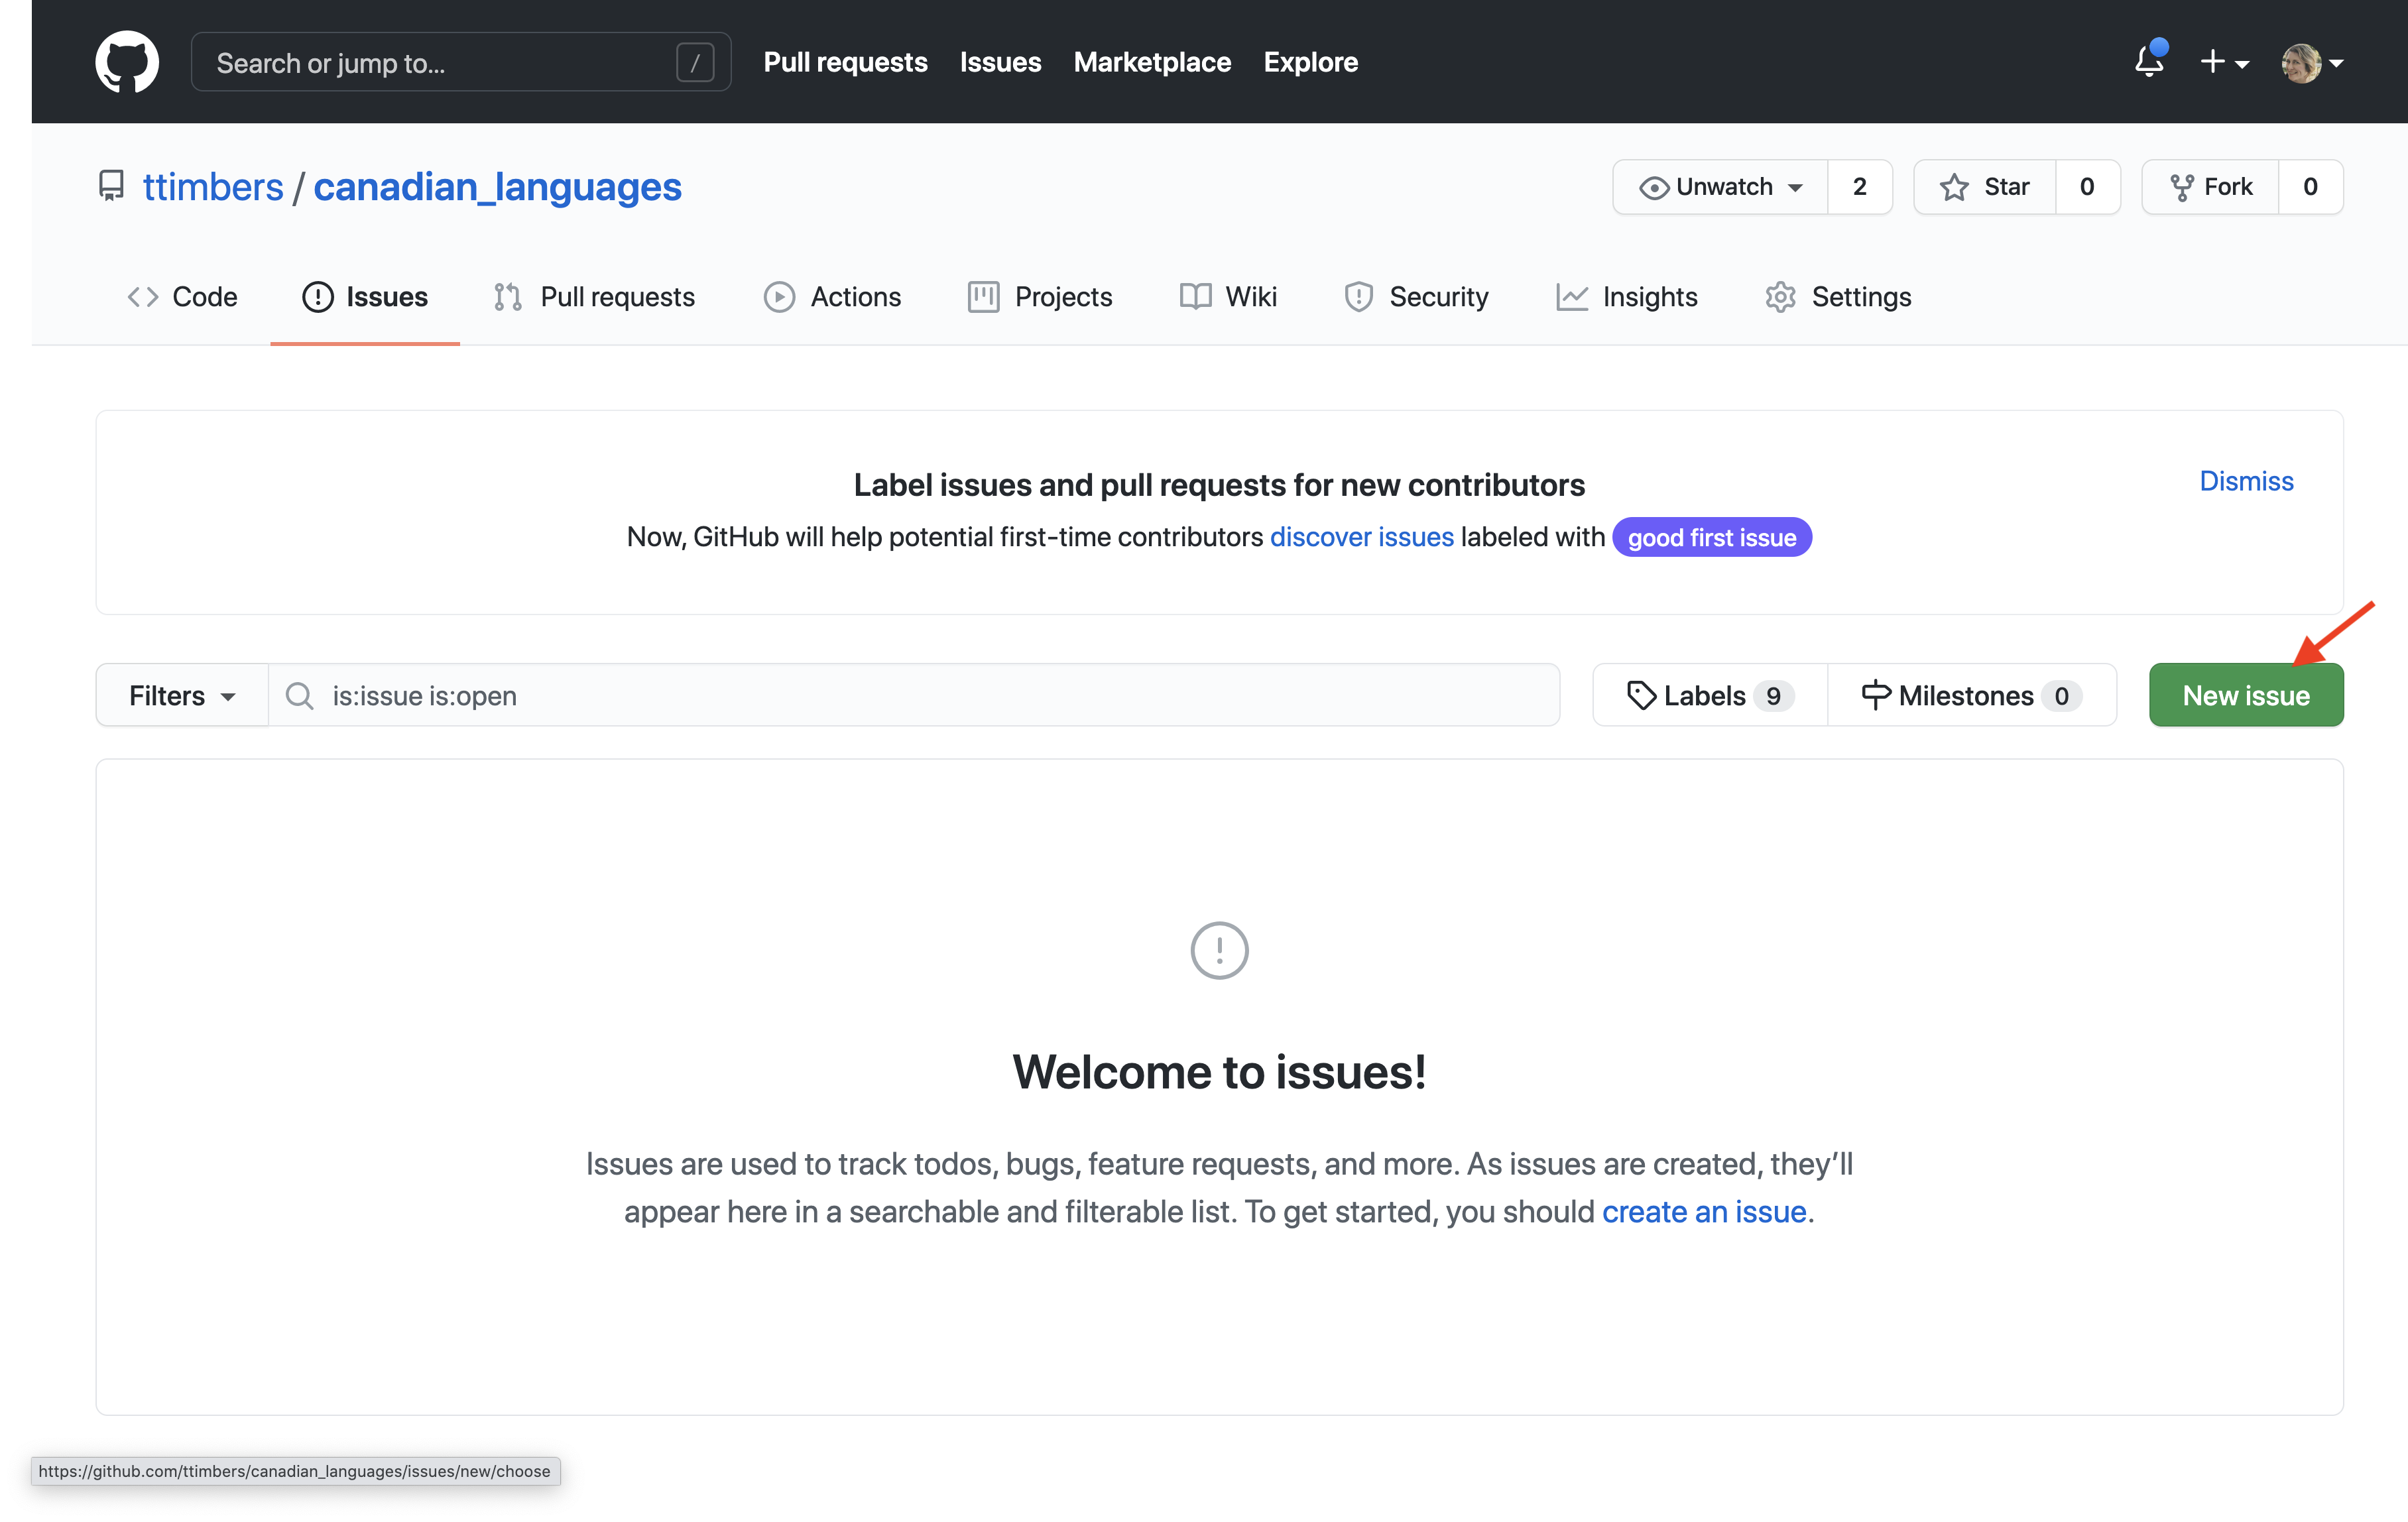 Search or jump to... / Pull requests Issues Marketplace Explore
ttimbers / canadian_languages Unwatch 2 Star 0 Fork 0
Code Issues Pull requests Actions Projects Wiki Security Insights Settings
Label issues and pull requests for new contributors Dismiss
Now, GitHub will help potential first-time contributors discover issues labeled with good first issue
Filters is:issue is:open Labels 9 Milestones 0 New issue
Welcome to issues!
Issues are used to track todos, bugs, feature requests, and more. As issues are created, they’ll
appear here in a searchable and filterable list. To get started, you should create an issue.
https://github.com/ttimbers/canadian_languages/issues/new/choose